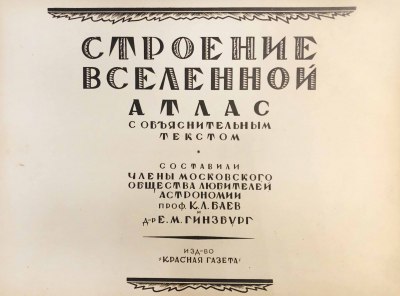 СТРОЕНИЕ
ВСЕЛЕННОЙ
АТЛАС
С ОБЪЯСНИТЕЛЬНЫМ
ТЕКСТОМ
СОСТАВИЛИ
ЧЛЕНЫ МОСКОВСКОГО
ОБЩЕСТВА ЛЮБИТЕЛЕЙ
АСТРОНОМИИ
ПРОФ. К.Л. БАЕВ
И
Д-Р Е.М. ГИНЗБУРГ
ИЗД-ВО
"КРАСНАЯ ГАЗЕТА"